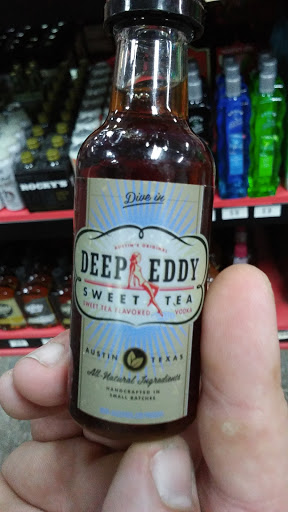 Dive in
AUSTIN'S ORIGINAL
DEEP EDDY
SWEET TEA
SWEET TEA FLAVORED VODKA
AUSTIN TEXAS
All-Natural Ingredients
HANDCRAFTED IN
SMALL BATCHES
ROCKY'S